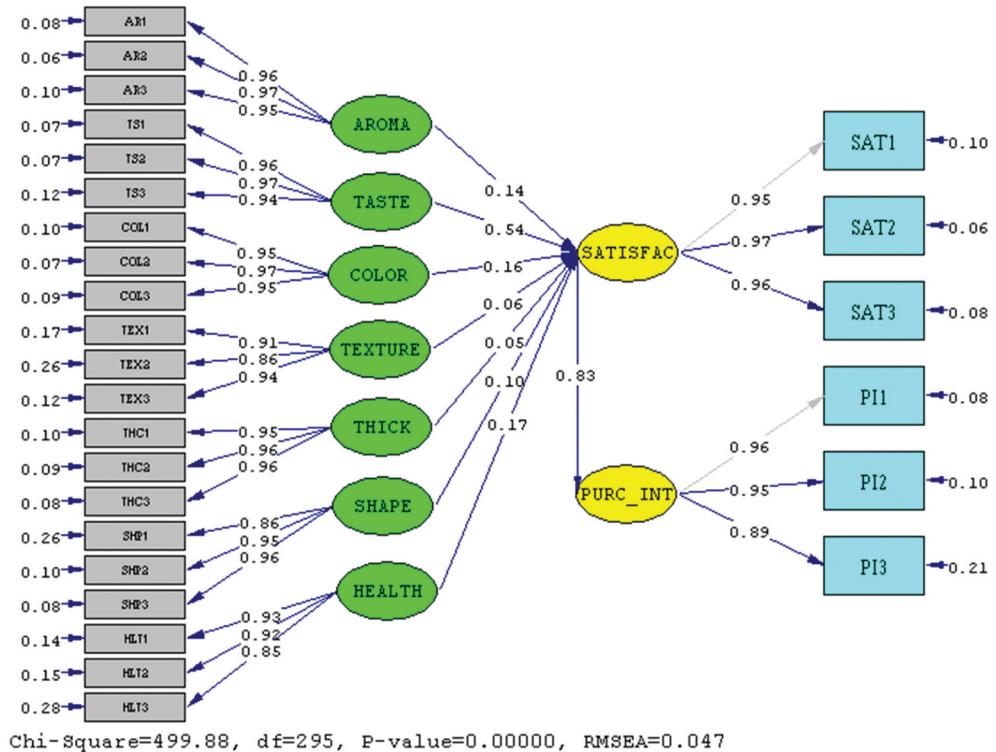 0.08 AR1
0.06 AR2
0.10 AR3
0.07 TS1
0.07 TS2
0.12 TS3
0.10 COL1
0.07 COL2
0.09 COL3
0.17 TEX1
0.26 TEX2
0.12 TEX3
0.10 THC1
0.09 THC2
0.08 THC3
0.26 SHP1
0.10 SHP2
0.08 SHP3
0.14 HLT1
0.15 HLT2
0.28 HLT3
0.96
0.97
0.95
0.96
0.97
0.94
0.95
0.97
0.95
0.91
0.86
0.94
0.95
0.96
0.96
0.86
0.95
0.96
0.93
0.92
0.85
AROMA
TASTE
COLOR
TEXTURE
THICK
SHAPE
HEALTH
0.14
0.54
0.16
0.06
0.05
0.10
0.17
SATISFAC
0.83
PURC_INT
0.95
0.97
0.96
0.96
0.95
0.89
SAT1 0.10
SAT2 0.06
SAT3 0.08
PI1 0.08
PI2 0.10
PI3 0.21
Chi-Square=499.88, df=295, P-value=0.00000, RMSEA=0.047